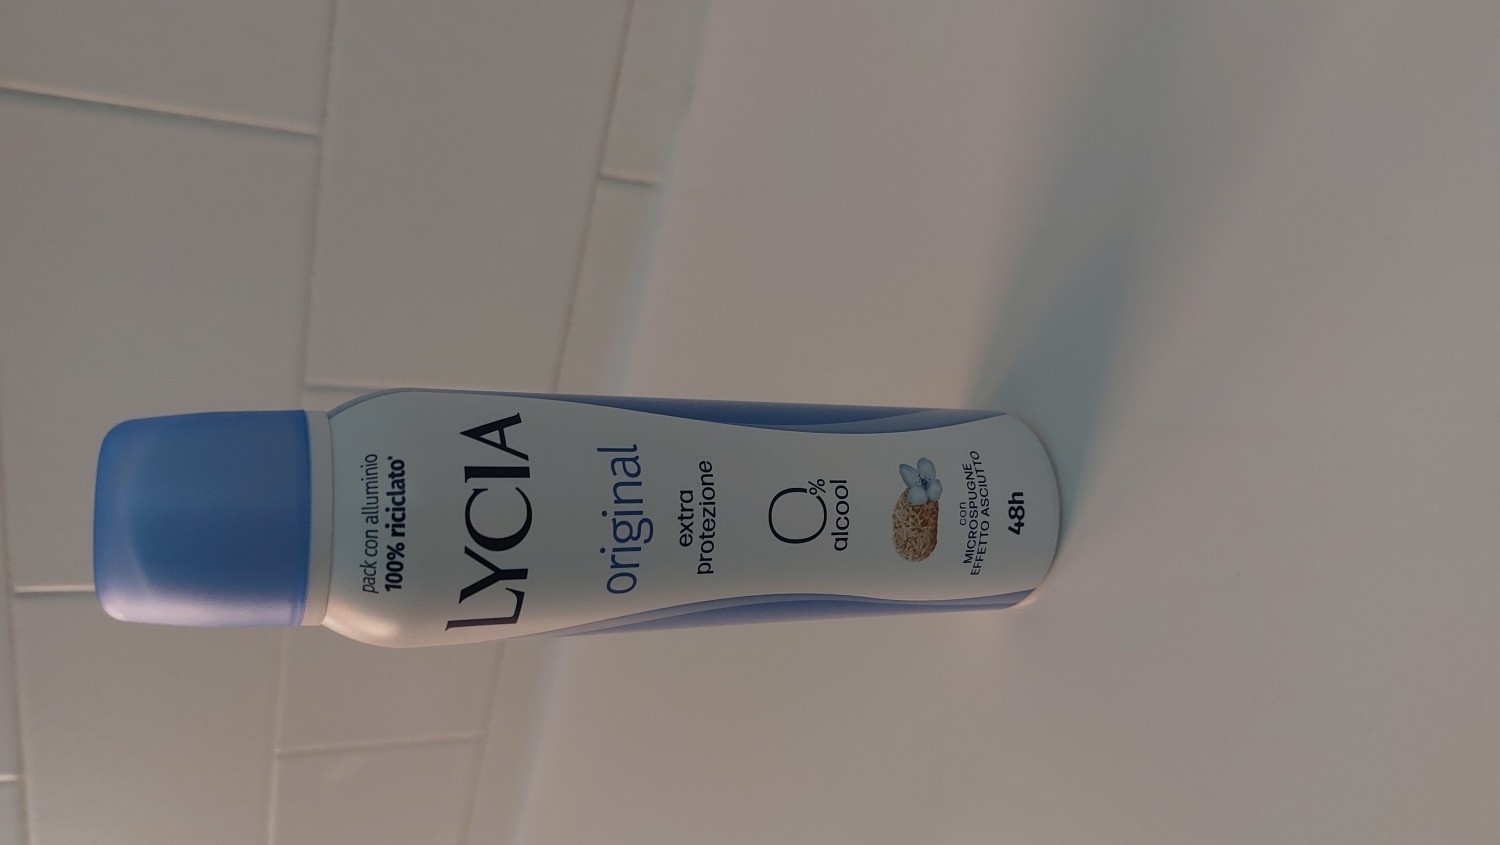 pack con alluminio
100% riciclato*
LYCIA
original
extra
protezione
0%
alcool
con
MICROSPUGNE
EFFETTO ASCIUTTO
48h